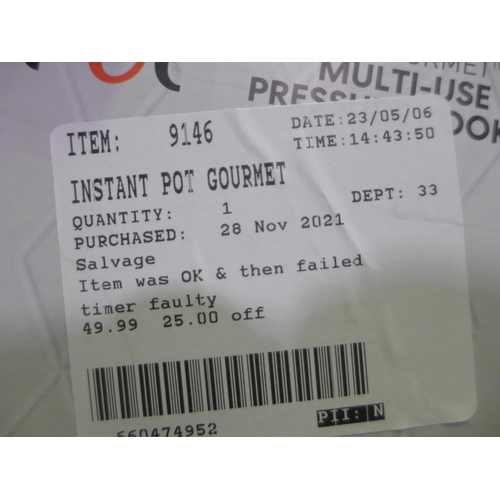 MULTI-USE
ITEM: 9146 DATE:23/05/06
TIME:14:43:50
INSTANT POT GOURMET
QUANTITY: 1 DEPT: 33
PURCHASED: 28 Nov 2021
Salvage
Item was OK & then failed
timer faulty
49.99 25.00 off
660474952 PII: N